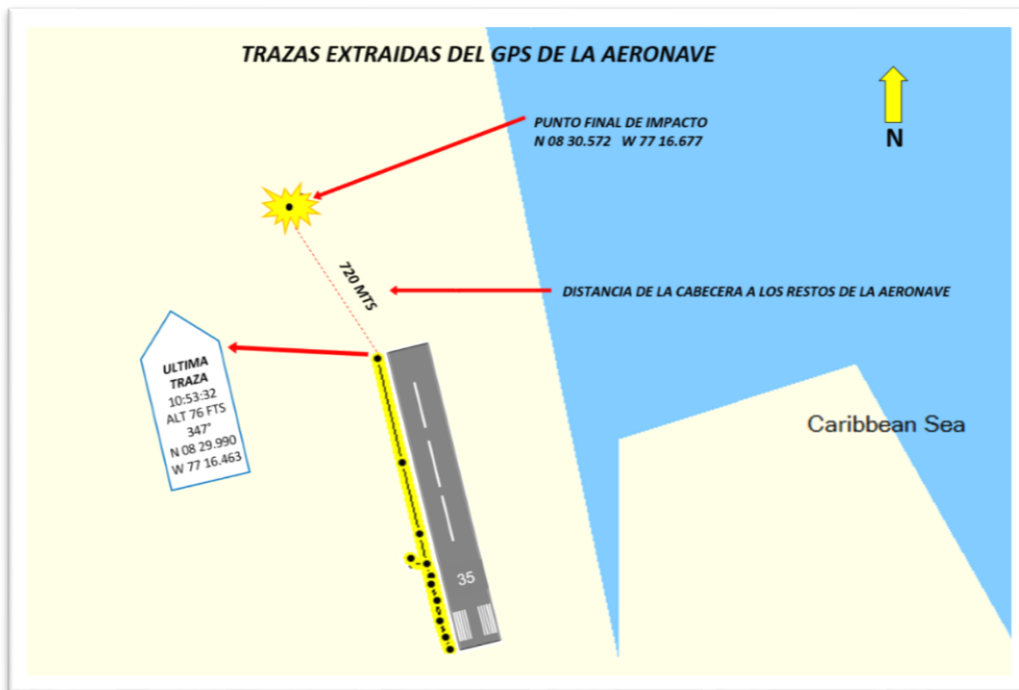 TRAZAS EXTRAIDAS DEL GPS DE LA AERONAVE
PUNTO FINAL DE IMPACTO
N 08 30.572 W 77 16.677
N
720 MTS
DISTANCIA DE LA CABECERA A LOS RESTOS DE LA AERONAVE
ULTIMA
TRAZA
10:53:32
ALT 76 FTS
347°
N 08 29.990
W 77 16.463
Caribbean Sea
35